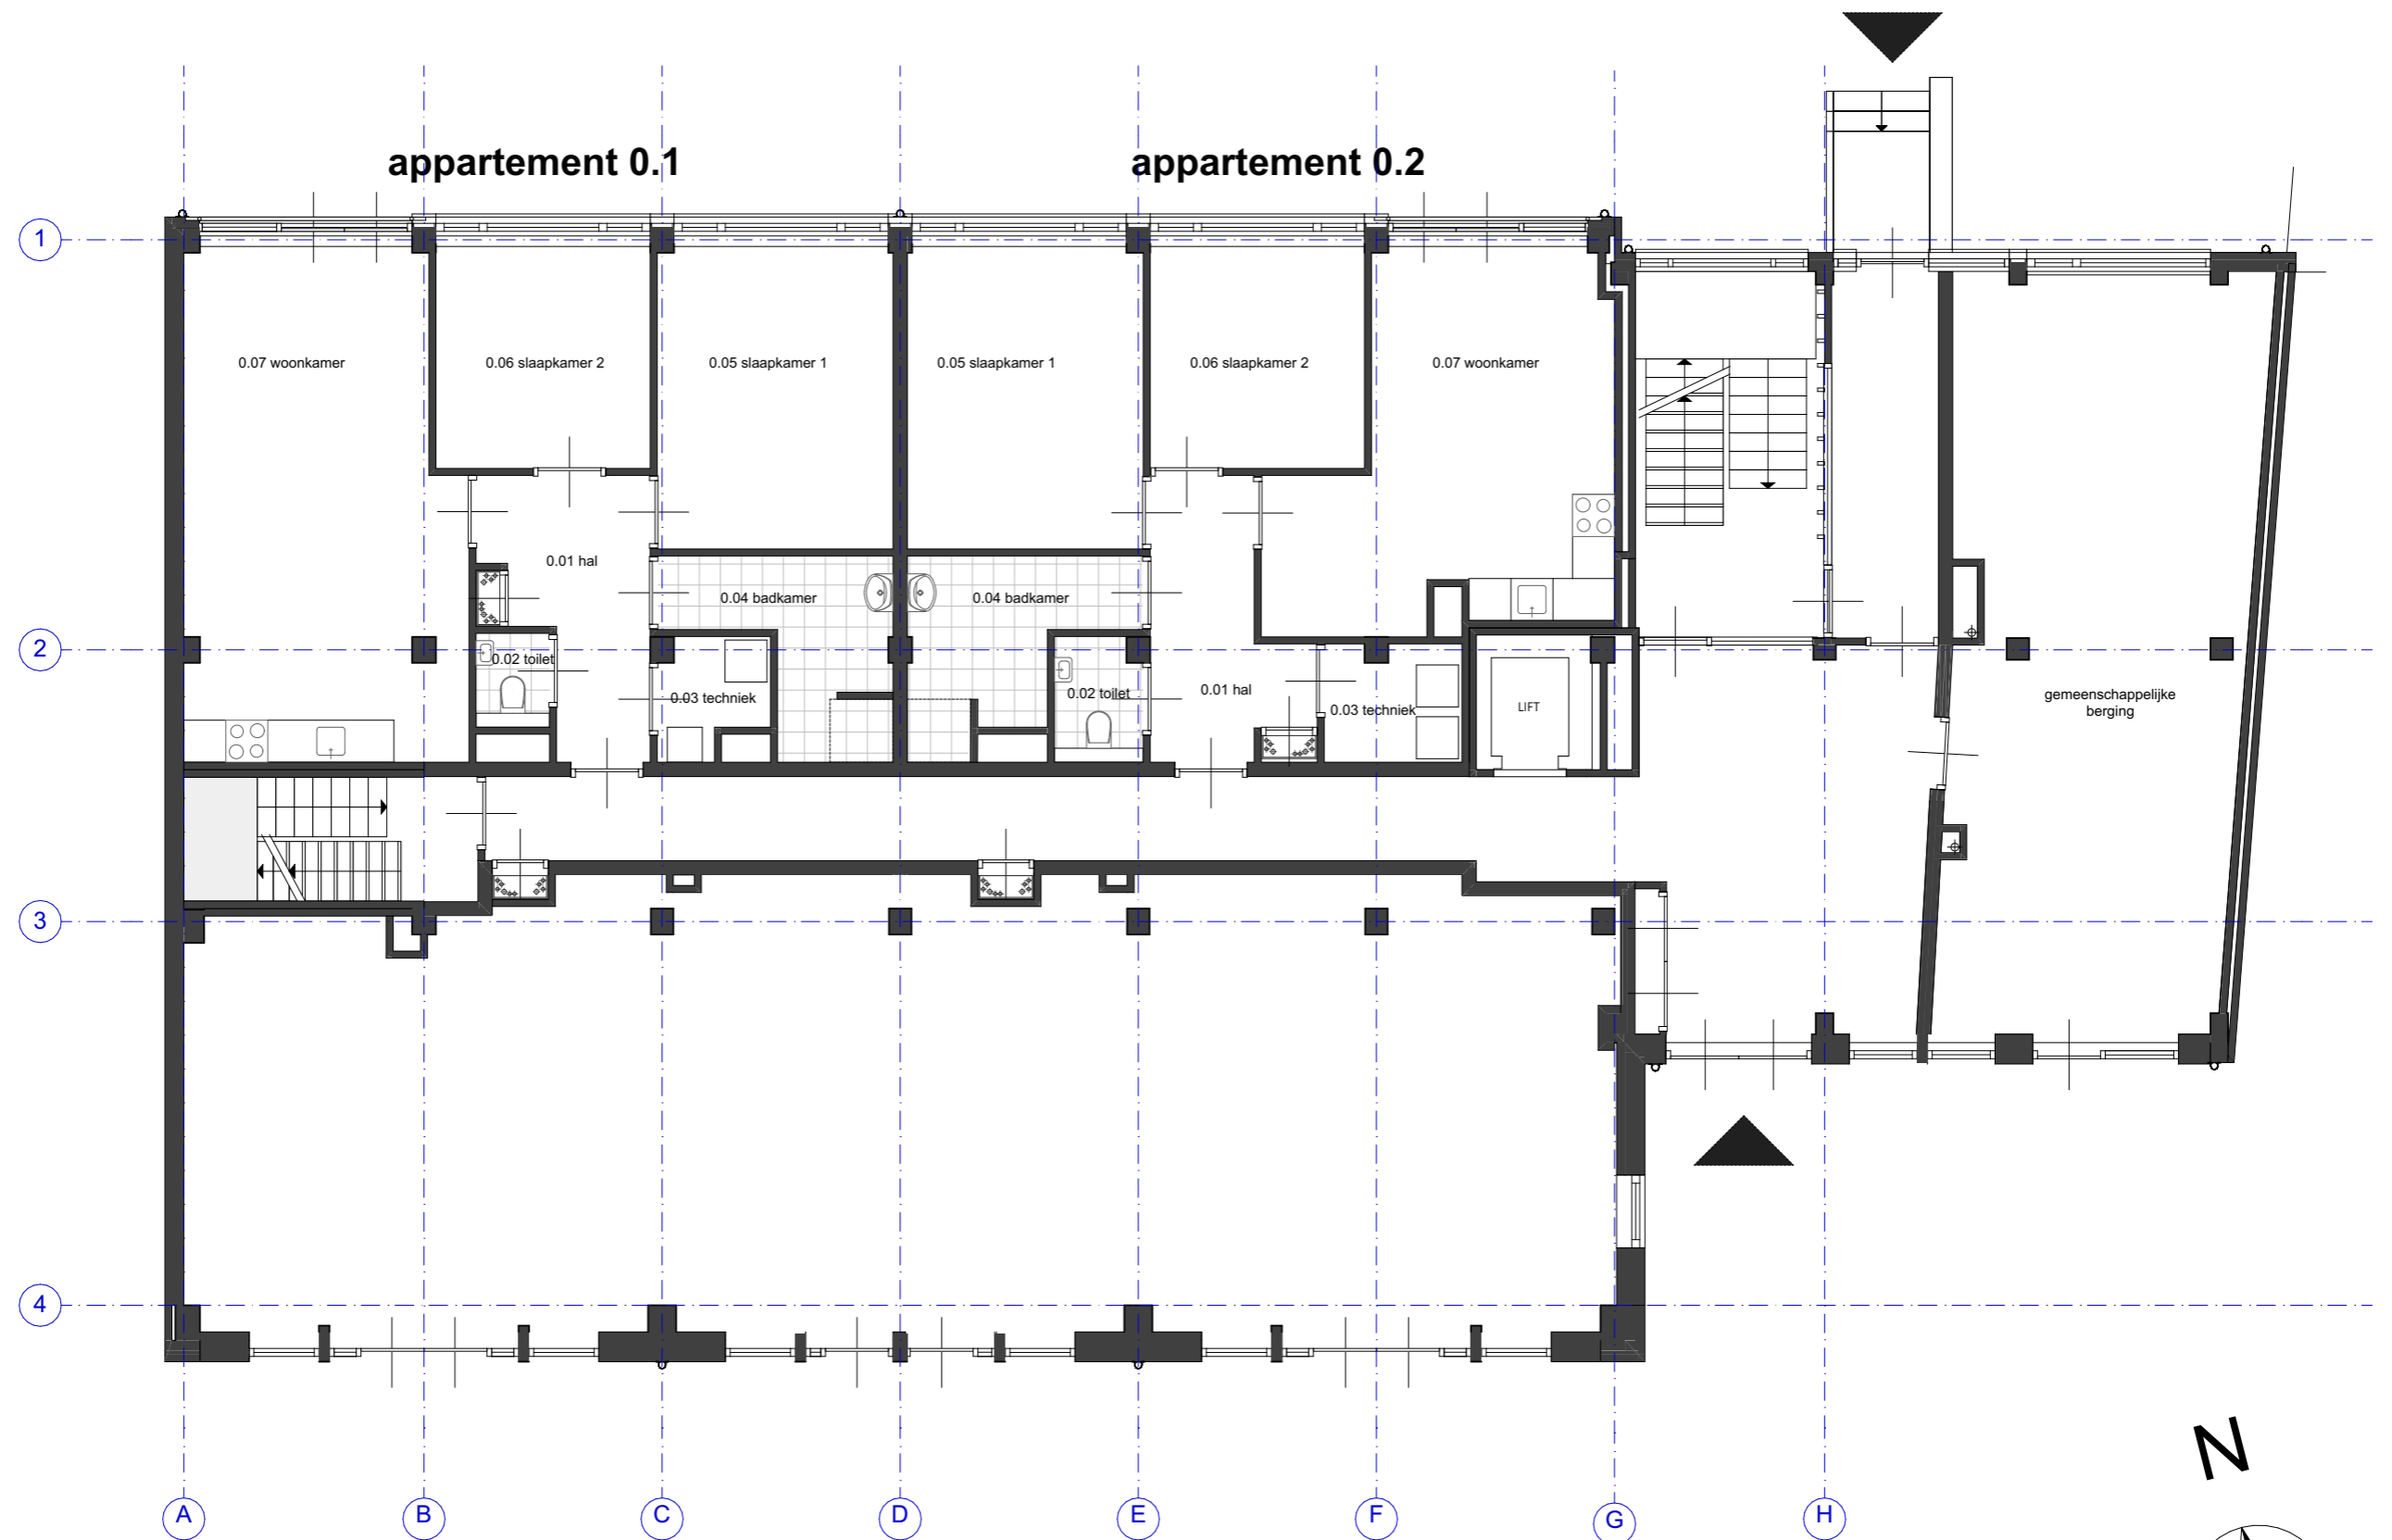 appartement 0.1
appartement 0.2
1
0.07 woonkamer
0.06 slaapkamer 2
0.05 slaapkamer 1
0.05 slaapkamer 1
0.06 slaapkamer 2
0.07 woonkamer
0.01 hal
0.04 badkamer
0.04 badkamer
2
0.02 toilet
0.03 techniek
0.02 toilet
0.01 hal
0.03 techniek
LIFT
gemeenschappelijke
berging
3
4
N
A
B
C
D
E
F
G
H